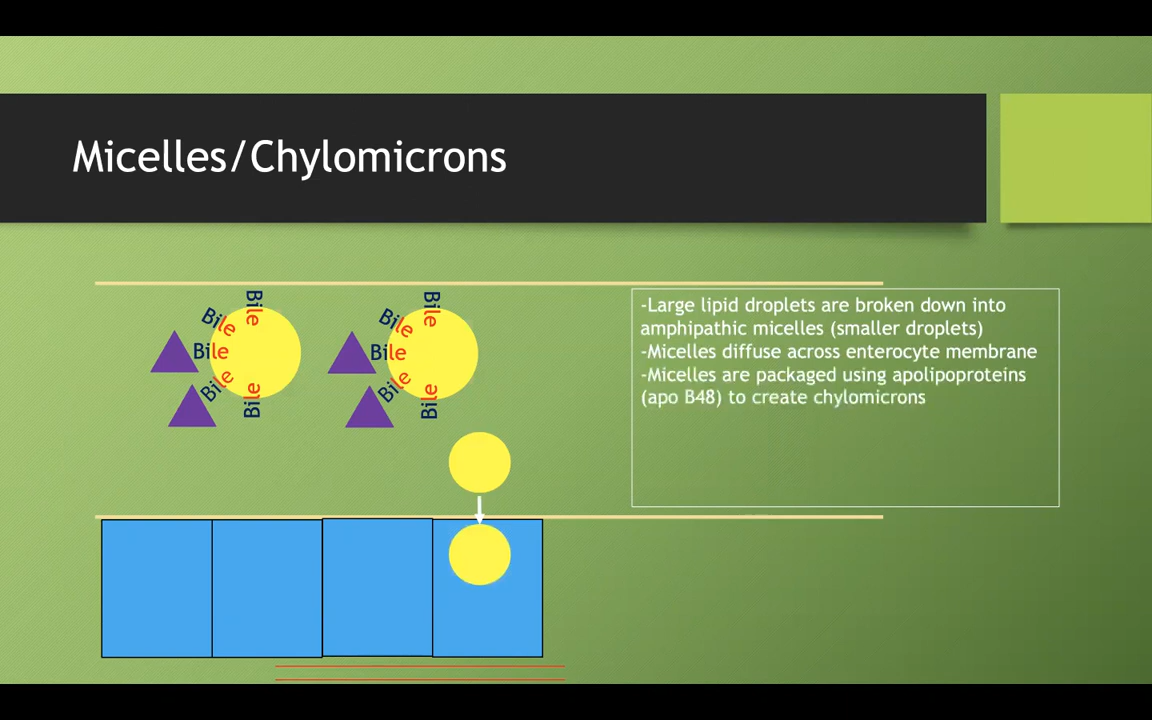 Micelles/Chylomicrons
Bile
Bile
Bile
Bile
Bile
Bile
Bile
Bile
Bile
Bile
-Large lipid droplets are broken down into
amphipathic micelles (smaller droplets)
-Micelles diffuse across enterocyte membrane
-Micelles are packaged using apolipoproteins
(apo B48) to create chylomicrons